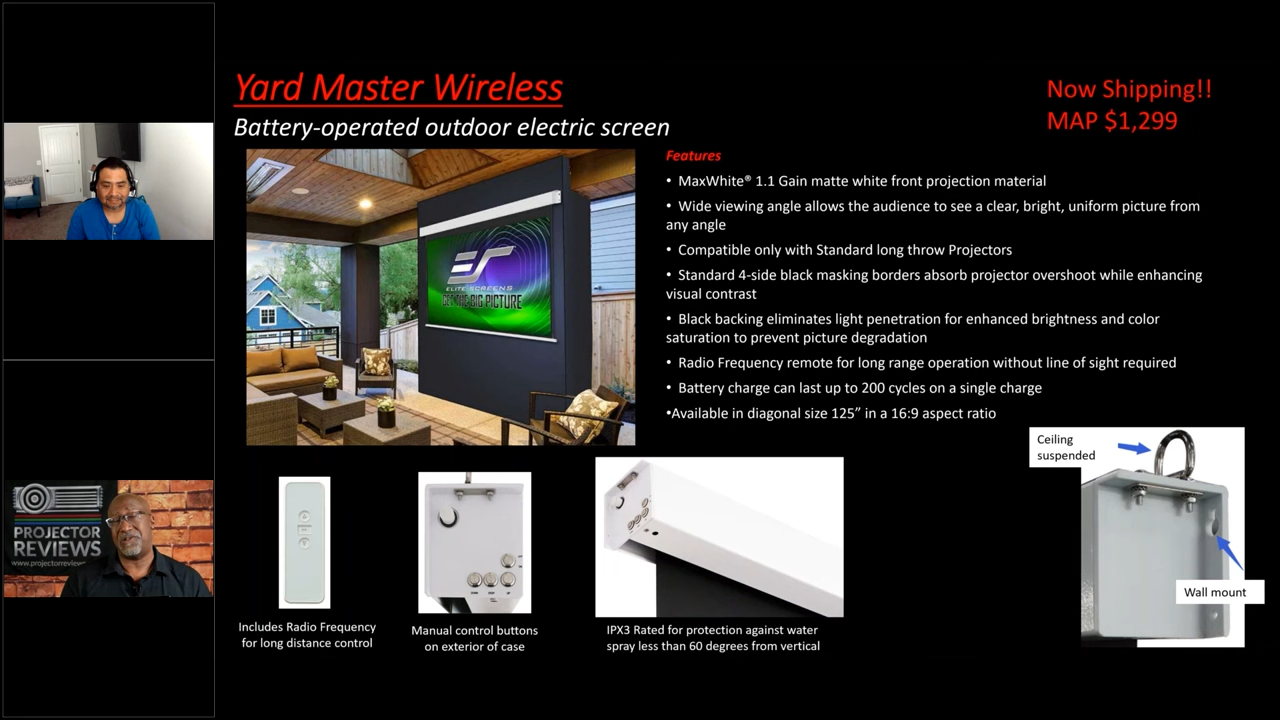 Yard Master Wireless
Battery-operated outdoor electric screen
Now Shipping!!
MAP $1,299
ELITE SCREENS
GET THE BIG PICTURE
Features
• MaxWhite® 1.1 Gain matte white front projection material
• Wide viewing angle allows the audience to see a clear, bright, uniform picture from
any angle
• Compatible only with Standard long throw Projectors
• Standard 4-side black masking borders absorb projector overshoot while enhancing
visual contrast
• Black backing eliminates light penetration for enhanced brightness and color
saturation to prevent picture degradation
• Radio Frequency remote for long range operation without line of sight required
• Battery charge can last up to 200 cycles on a single charge
•Available in diagonal size 125” in a 16:9 aspect ratio
Ceiling
suspended
Wall mount
Includes Radio Frequency
for long distance control
Manual control buttons
on exterior of case
IPX3 Rated for protection against water
spray less than 60 degrees from vertical
PROJECTOR
REVIEWS